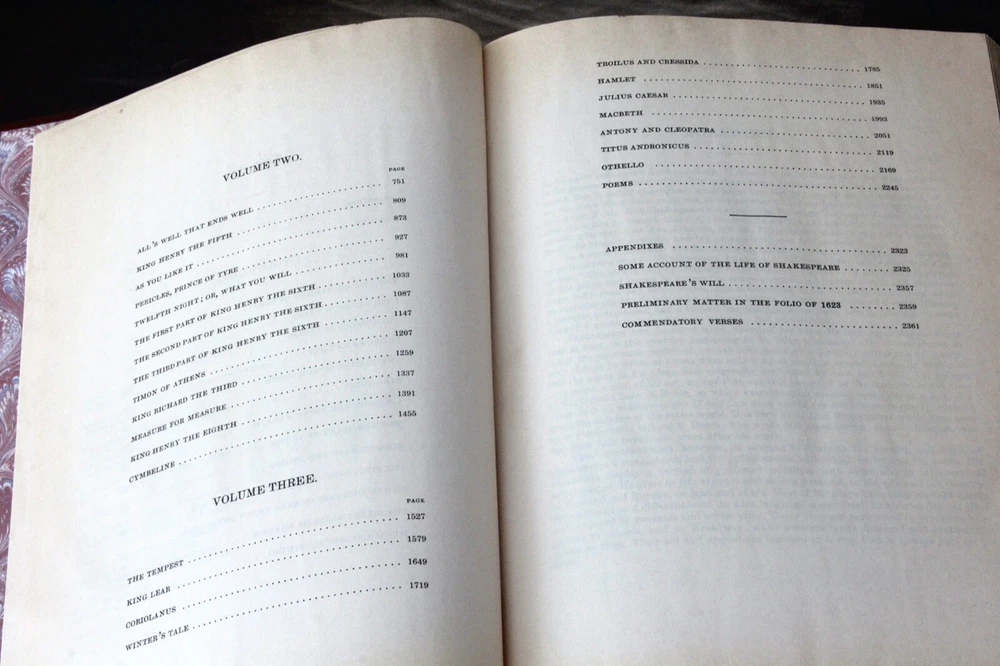 VOLUME TWO.
PAGE
ALL'S WELL THAT ENDS WELL .................. 751
KING HENRY THE FIFTH .................. 809
AS YOU LIKE IT .................. 873
PERICLES, PRINCE OF TYRE .................. 927
TWELFTH NIGHT; OR, WHAT YOU WILL .................. 981
THE FIRST PART OF KING HENRY THE SIXTH .................. 1033
THE SECOND PART OF KING HENRY THE SIXTH .................. 1087
THE THIRD PART OF KING HENRY THE SIXTH .................. 1147
TIMON OF ATHENS .................. 1207
KING RICHARD THE THIRD .................. 1259
MEASURE FOR MEASURE .................. 1337
KING HENRY THE EIGHTH .................. 1391
CYMBELINE .................. 1455
VOLUME THREE.
PAGE
THE TEMPEST .................. 1527
KING LEAR .................. 1579
CORIOLANUS .................. 1649
WINTER'S TALE .................. 1719
TROILUS AND CRESSIDA .................. 1785
HAMLET .................. 1851
JULIUS CAESAR .................. 1935
MACBETH .................. 1993
ANTONY AND CLEOPATRA .................. 2051
TITUS ANDRONICUS .................. 2119
OTHELLO .................. 2169
POEMS .................. 2245
APPENDIXES .................. 2323
SOME ACCOUNT OF THE LIFE OF SHAKESPEARE ........ 2325
SHAKESPEARE'S WILL .................. 2357
PRELIMINARY MATTER IN THE FOLIO OF 1623 ........ 2359
COMMENDATORY VERSES .................. 2361